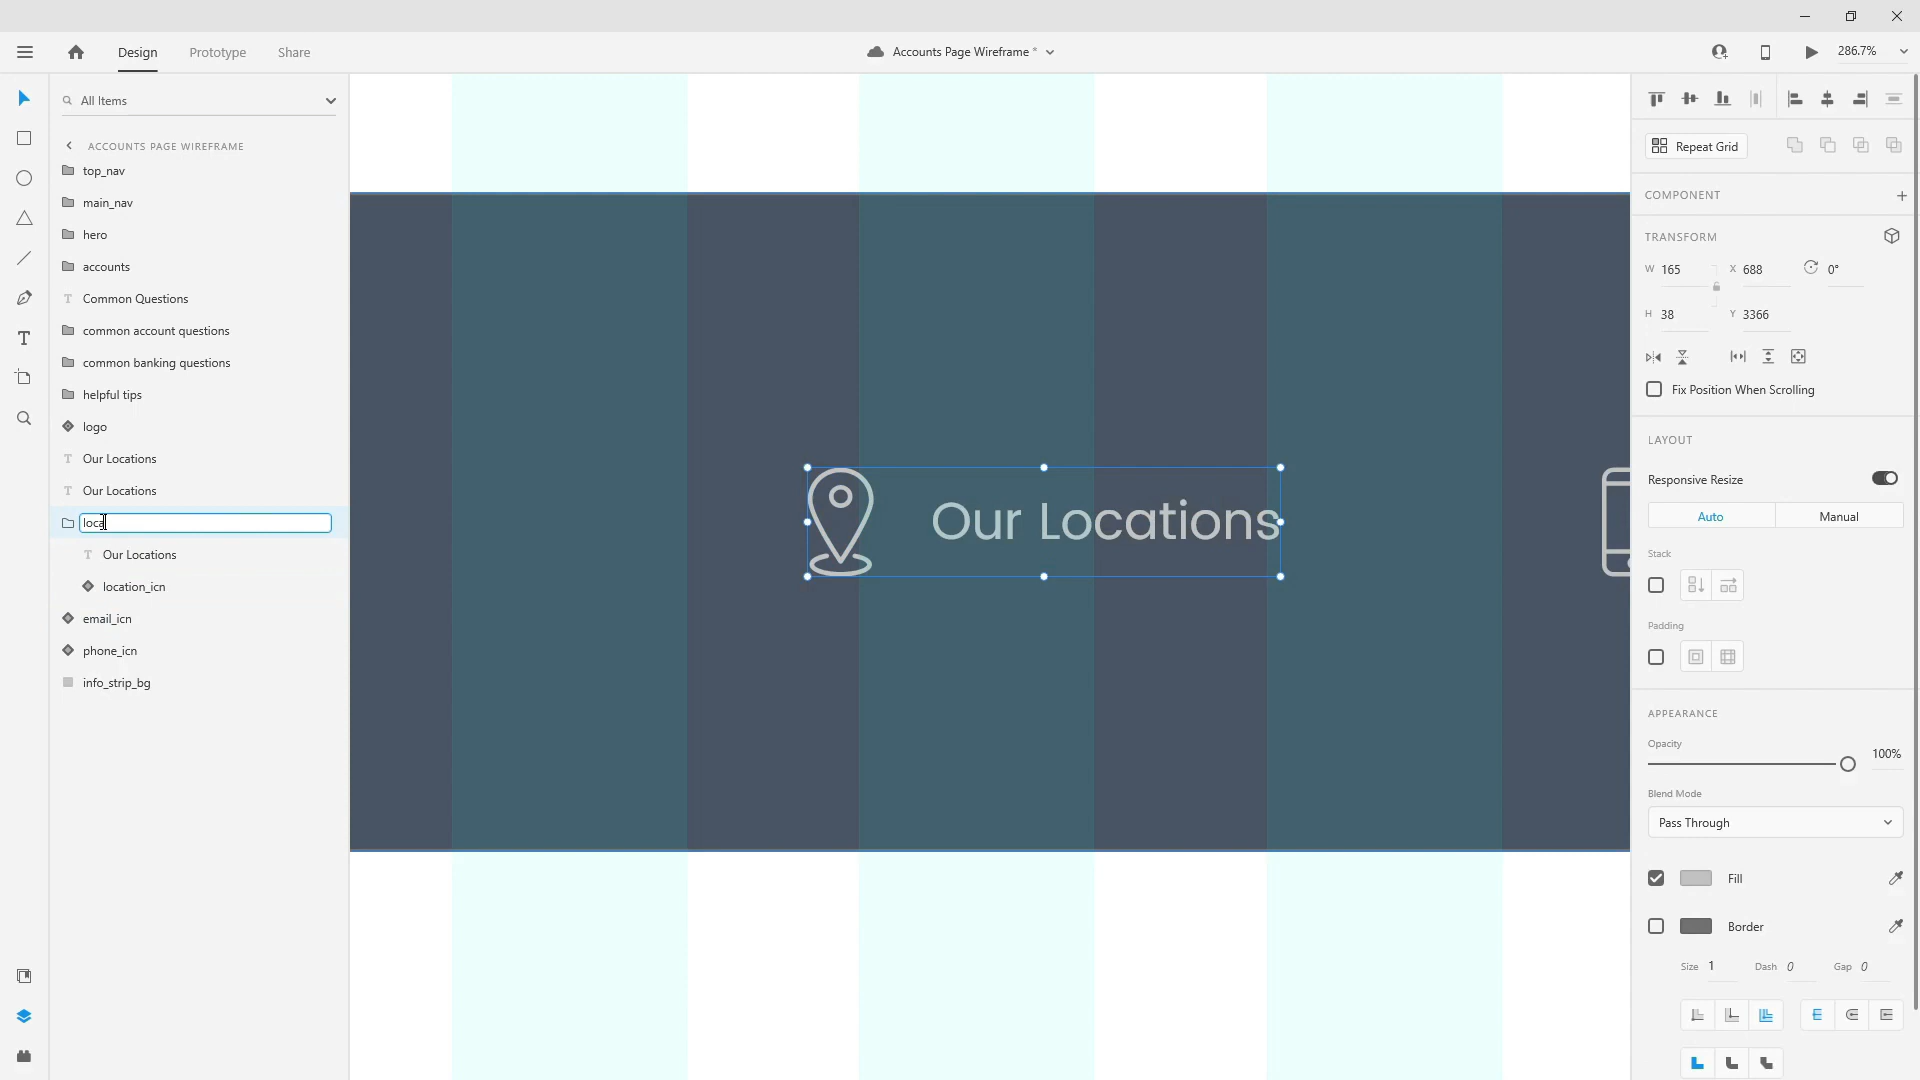 Design
Prototype
Share
Accounts Page Wireframe *
286.7%
All Items
ACCOUNTS PAGE WIREFRAME
top_nav
main_nav
hero
accounts
Common Questions
common account questions
common banking questions
helpful tips
logo
Our Locations
Our Locations
loca
Our Locations
location_icn
email_icn
phone_icn
info_strip_bg
Our Locations
Repeat Grid
COMPONENT
TRANSFORM
W 165 X 688 0°
H 38 Y 3366
Fix Position When Scrolling
LAYOUT
Responsive Resize
Auto Manual
Stack
Padding
APPEARANCE
Opacity
100%
Blend Mode
Pass Through
Fill
Border
Size 1 Dash 0 Gap 0